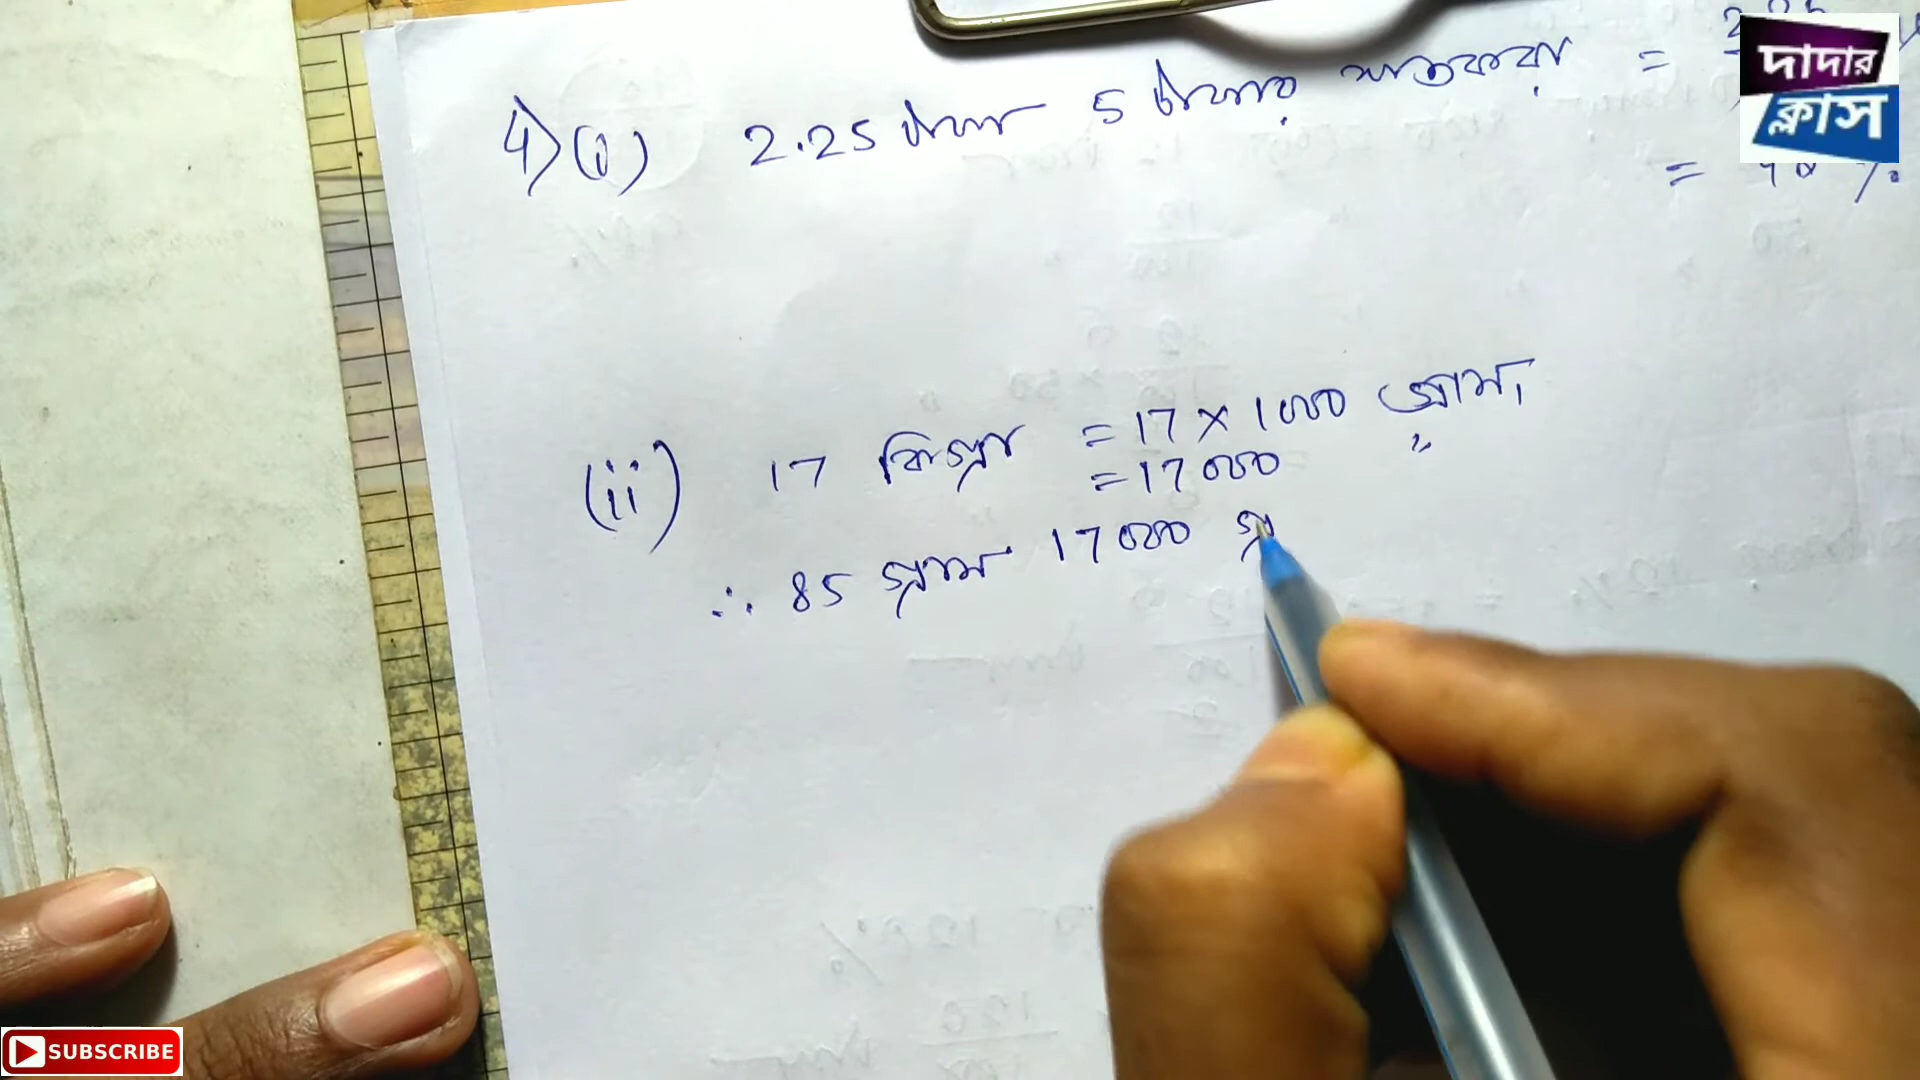 4) (i) 2.25 টাকা 5 টাকার শতকরা =
= %
(ii) 17 কিগ্রা = 17 × 1000 গ্রাম,
= 17000 "
∴ 85 গ্রাম 17000 গ্র
দাদার
ক্লাস
SUBSCRIBE